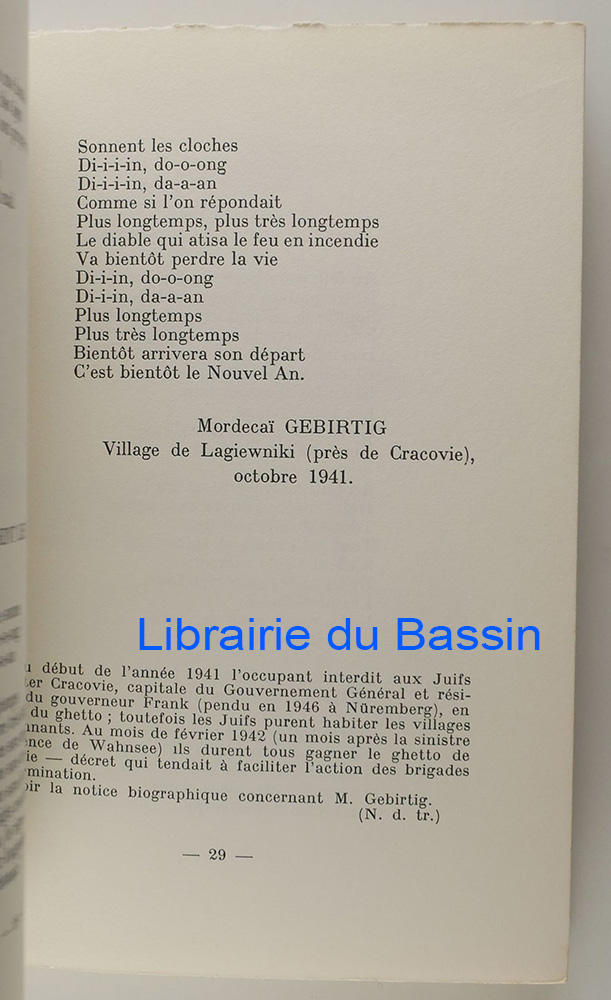 Sonnent les cloches
Di-i-i-in, do-o-ong
Di-i-i-in, da-a-an
Comme si l'on répondait
Plus longtemps, plus très longtemps
Le diable qui atisa le feu en incendie
Va bientôt perdre la vie
Di-i-in, do-o-ong
Di-i-in, da-a-an
Plus longtemps
Plus très longtemps
Bientôt arrivera son départ
C'est bientôt le Nouvel An.
Mordecaï GEBIRTIG
Village de Lagiewniki (près de Cracovie),
octobre 1941.
Librairie du Bassin
début de l'année 1941 l'occupant interdit aux Juifs
Cracovie, capitale du Gouvernement Général et rési-
du gouverneur Frank (pendu en 1946 à Nüremberg), en
du ghetto ; toutefois les Juifs purent habiter les villages
Au mois de février 1942 (un mois après la sinistre
de Wahnsee) ils durent tous gagner le ghetto de
— décret qui tendait à faciliter l'action des brigades
la notice biographique concernant M. Gebirtig.
(N. d. tr.)
— 29 —